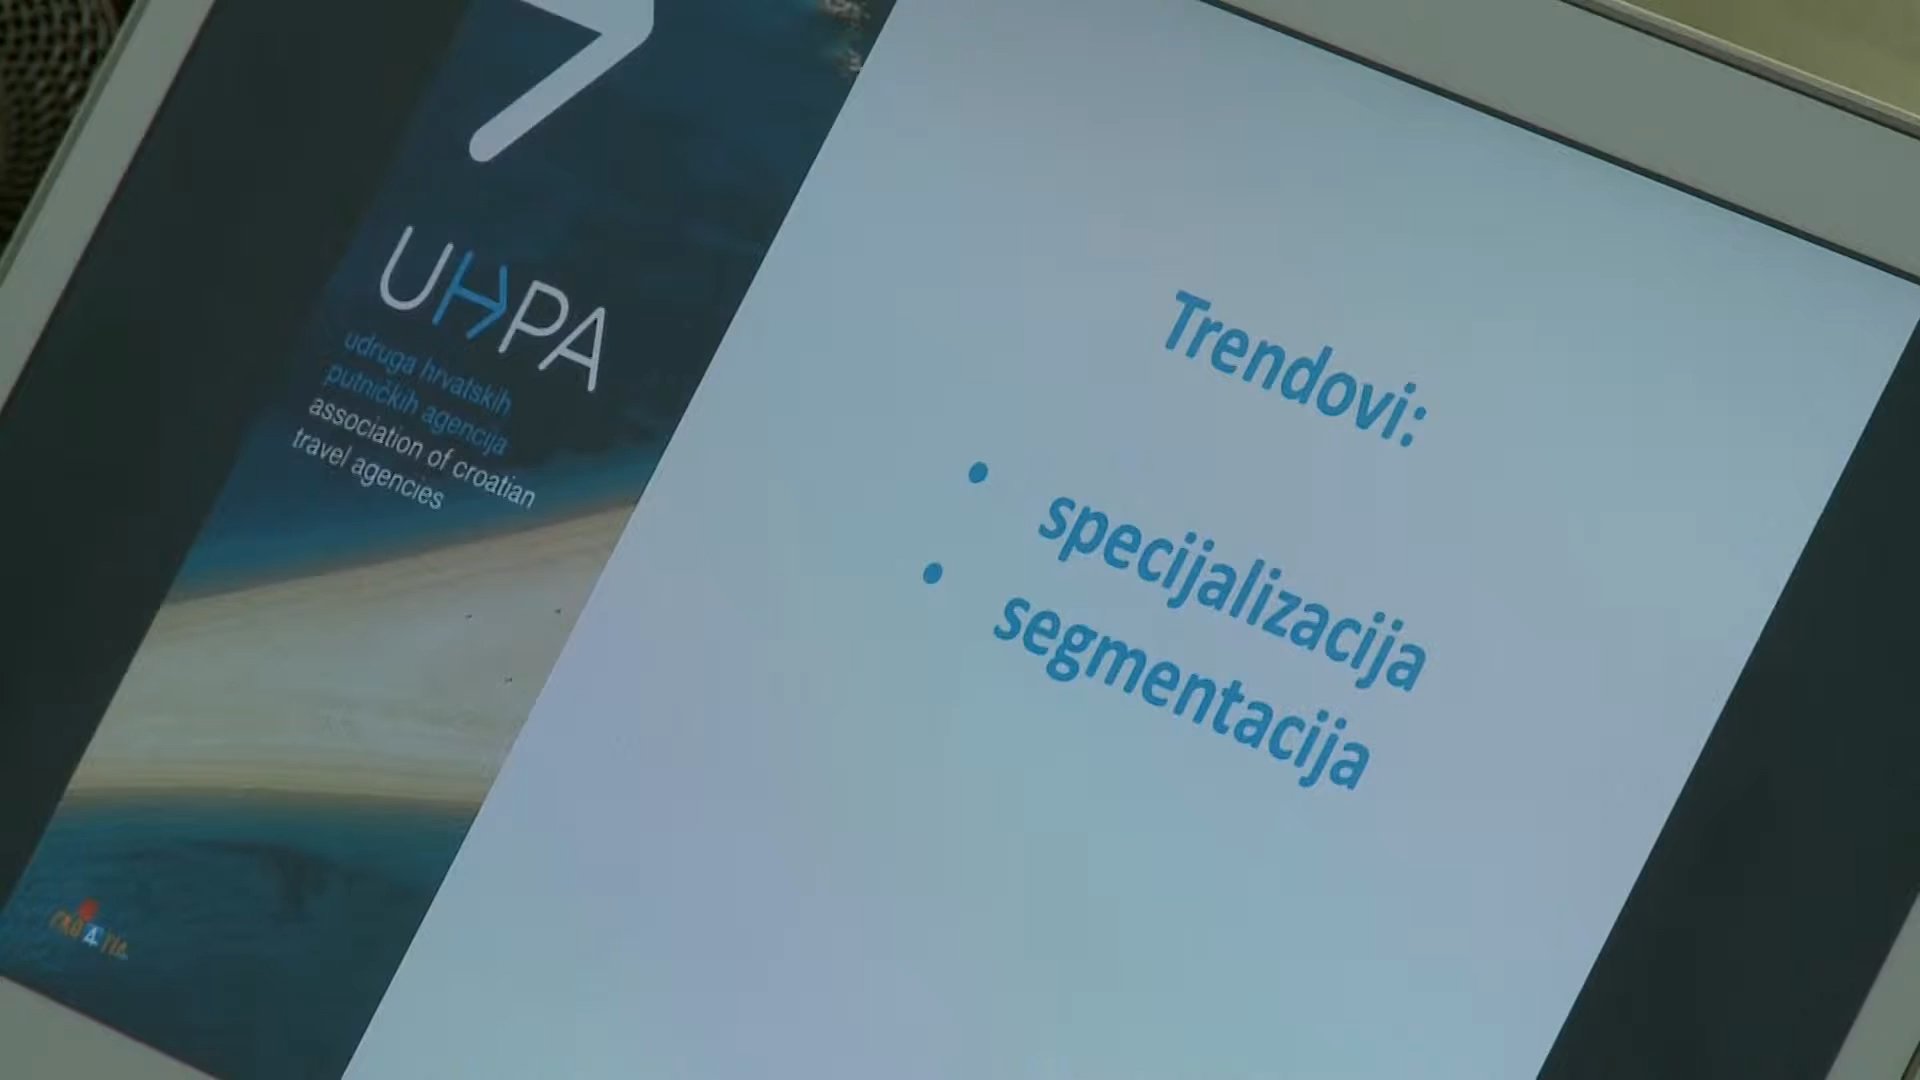 UHPA
udruga hrvatskih
putničkih agencija
association of croatian
travel agencies
Trendovi:
• specijalizacija
• segmentacija